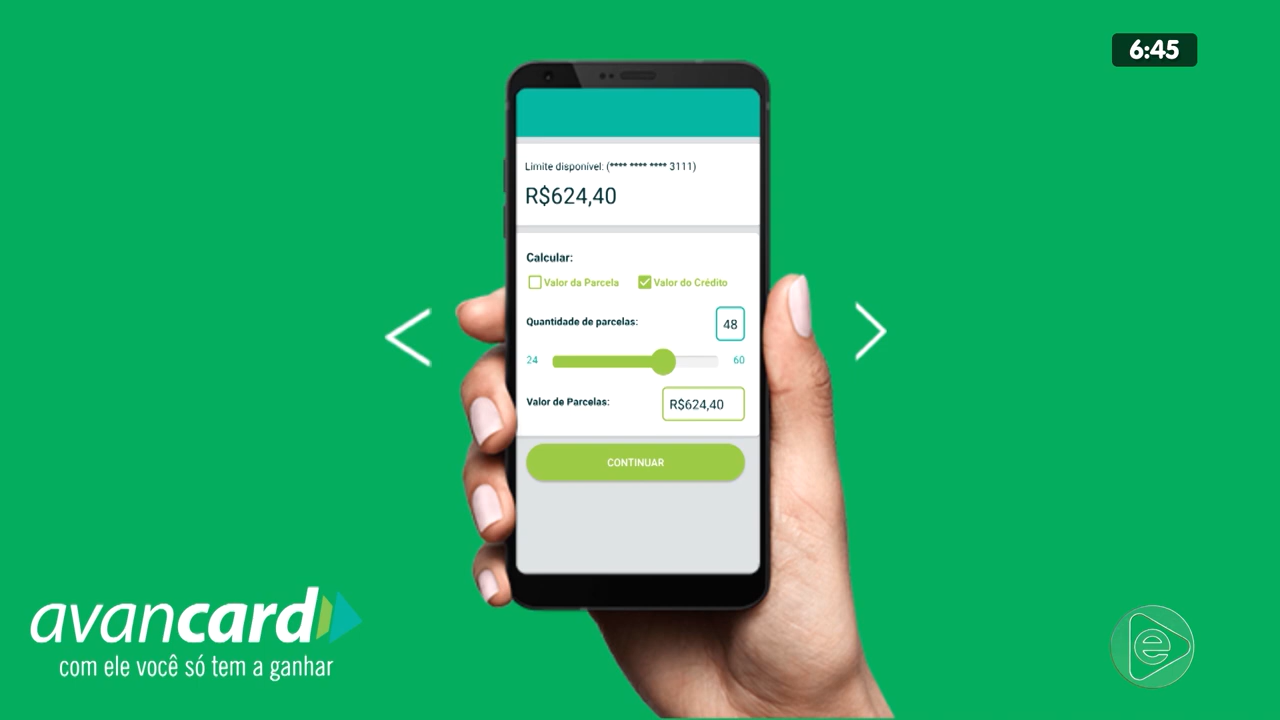 6:45
Limite disponível: (**** **** **** 3111)
R$624,40
Calcular:
Valor da Parcela
Valor do Crédito
Quantidade de parcelas:
48
24
60
Valor de Parcelas:
R$624,40
CONTINUAR
avancard
com ele você só tem a ganhar
e